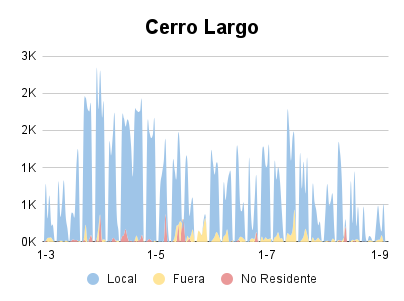 Cerro Largo
3K
2K
2K
1K
1K
0K
1-3
1-5
1-7
1-9
Local
Fuera
No Residente